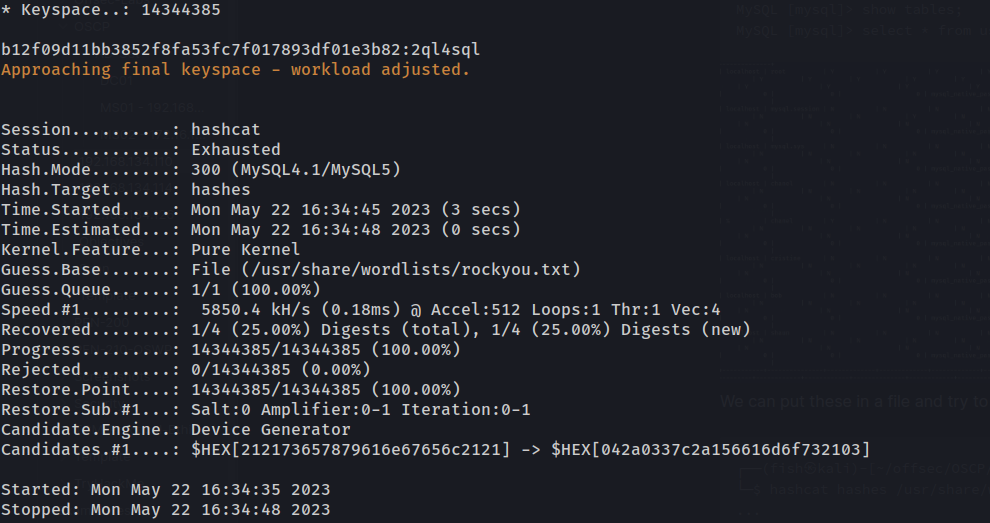 * Keyspace..: 14344385
b12f09d11bb3852f8fa53fc7f017893df01e3b82:2ql4sql
Approaching final keyspace - workload adjusted.
Session..........: hashcat
Status...........: Exhausted
Hash.Mode........: 300 (MySQL4.1/MySQL5)
Hash.Target......: hashes
Time.Started.....: Mon May 22 16:34:45 2023 (3 secs)
Time.Estimated...: Mon May 22 16:34:48 2023 (0 secs)
Kernel.Feature...: Pure Kernel
Guess.Base.......: File (/usr/share/wordlists/rockyou.txt)
Guess.Queue......: 1/1 (100.00%)
Speed.#1.........:  5850.4 kH/s (0.18ms) @ Accel:512 Loops:1 Thr:1 Vec:4
Recovered........: 1/4 (25.00%) Digests (total), 1/4 (25.00%) Digests (new)
Progress.........: 14344385/14344385 (100.00%)
Rejected.........: 0/14344385 (0.00%)
Restore.Point....: 14344385/14344385 (100.00%)
Restore.Sub.#1...: Salt:0 Amplifier:0-1 Iteration:0-1
Candidate.Engine.: Device Generator
Candidates.#1....: $HEX[212173657879616e67656c2121] -> $HEX[042a0337c2a156616d6f732103]
Started: Mon May 22 16:34:35 2023
Stopped: Mon May 22 16:34:48 2023
MySQL [mysql]> show tables;
We can put these in a file and try to